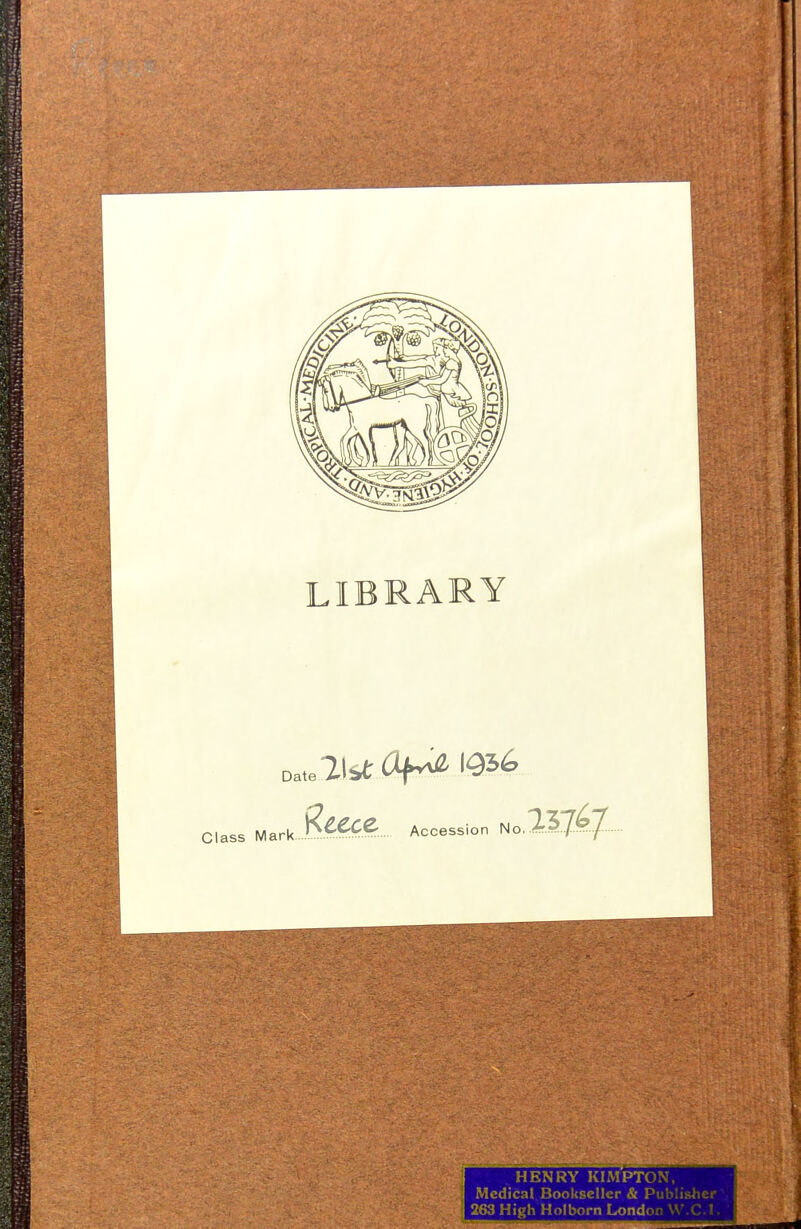 Reece
LONDON·SCHOOL·OF·HYGIENE·AND·TROPICAL·MEDICINE·
LIBRARY
Date 21st April 1936
Class Mark Reece Accession No. 23767
HENRY KIMPTON,
Medical Bookseller & Publisher
263 High Holborn London W.C.1.